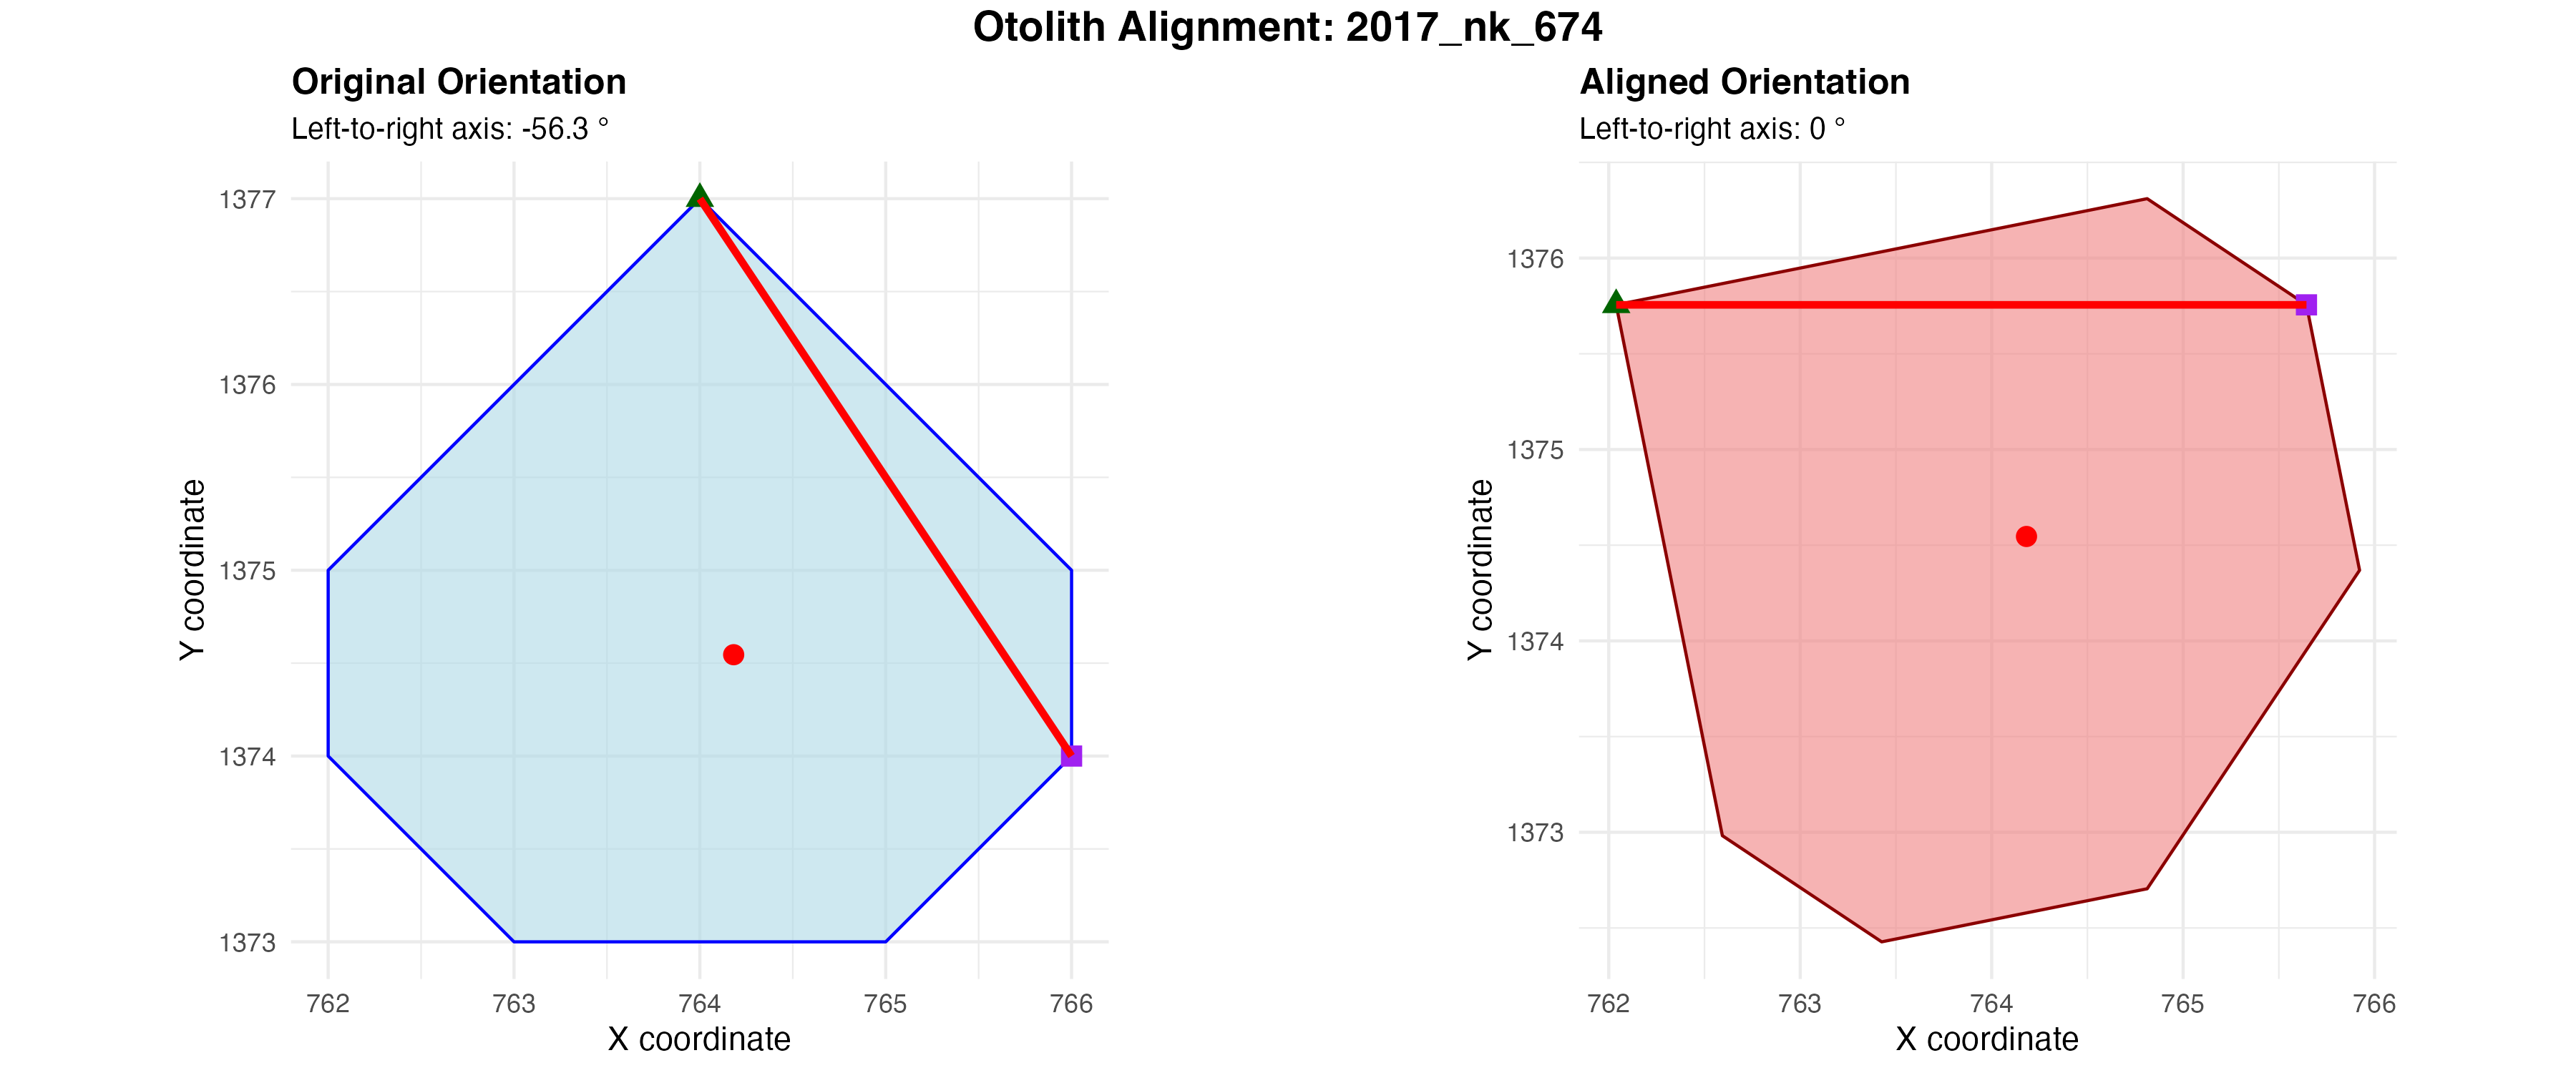 Otolith Alignment: 2017_nk_674
Original Orientation
Left-to-right axis: -56.3 °
1377
1376
1375
1374
1373
Y coordinate
762 763 764 765 766
X coordinate
Aligned Orientation
Left-to-right axis: 0 °
1376
1375
1374
1373
Y coordinate
762 763 764 765 766
X coordinate